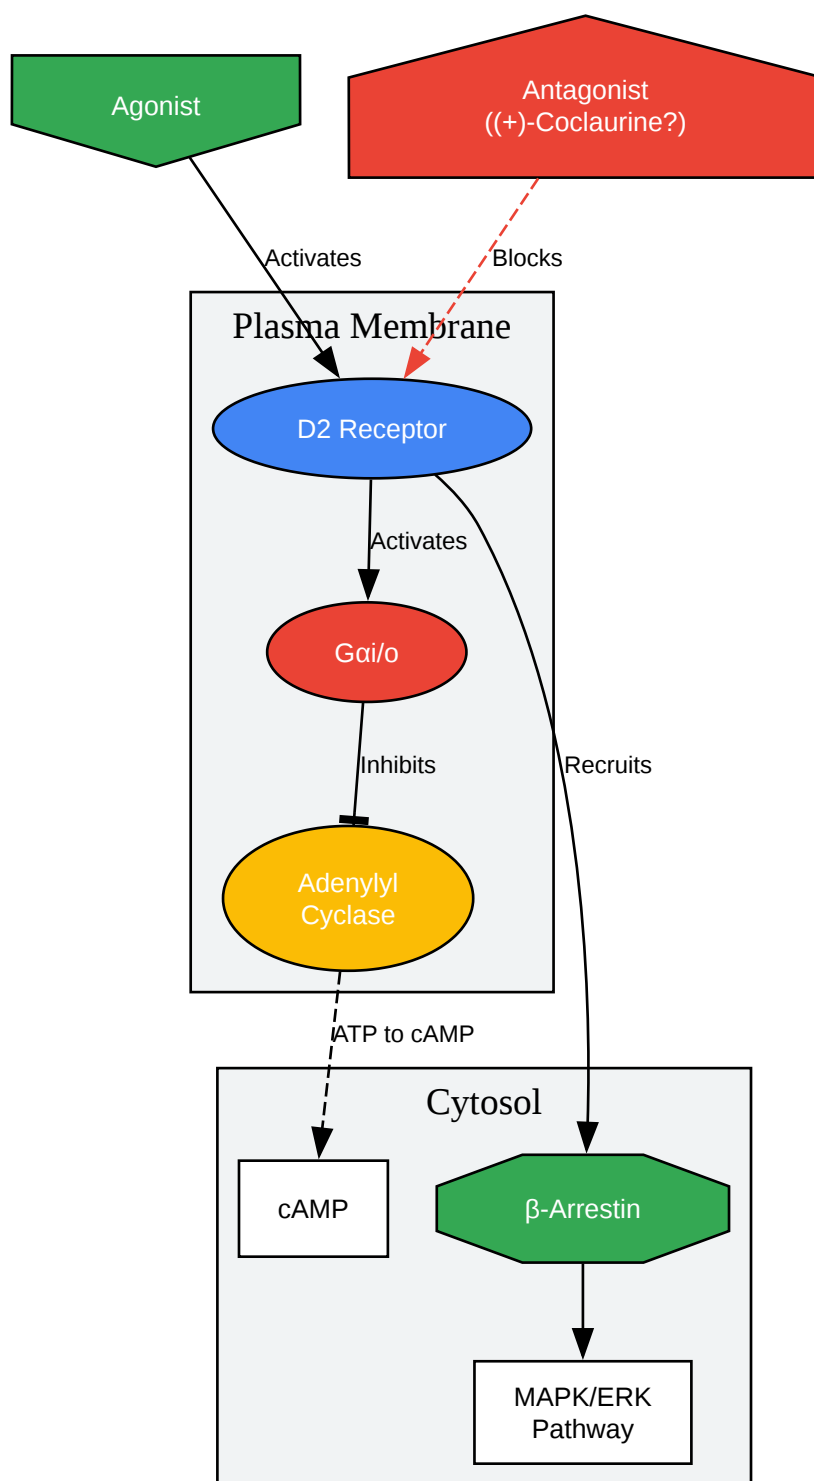 Agonist
Antagonist
((+)-Coclaurine?)
Activates
Blocks
Plasma Membrane
D2 Receptor
Activates
Gαi/o
Inhibits
Recruits
Adenylyl
Cyclase
ATP to cAMP
Cytosol
cAMP
β-Arrestin
MAPK/ERK
Pathway